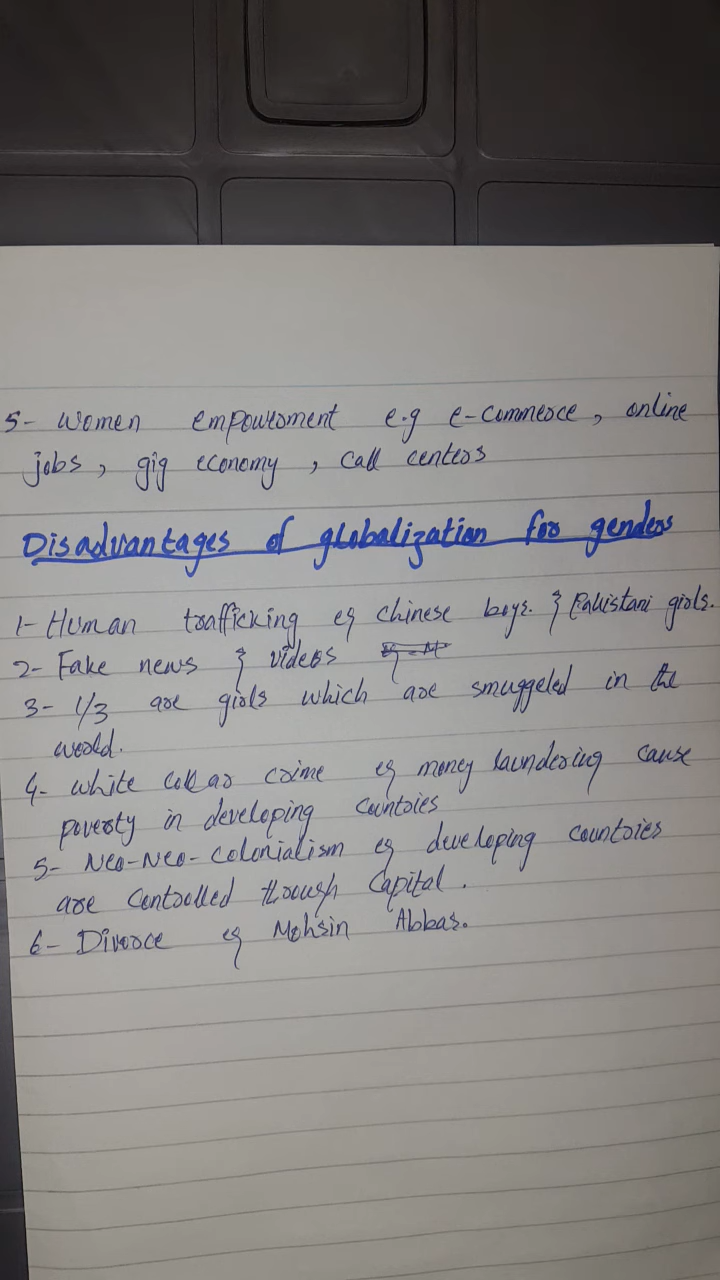 5- Women empowerment e.g e-commerce, online
jobs, gig economy, call centers
Disadvantages of globalization for genders
1- Human trafficking eg chinese boys. & Pakistani girls.
2- Fake news & videos
3- 1/3 are girls which are smuggeled in the
world.
4- White collar crime eg money laundering cause
poverty in developing countries
5- Neo-Neo-colonialism eg developing countries
are controlled through capital.
6- Divorce eg Mohsin Abbas.